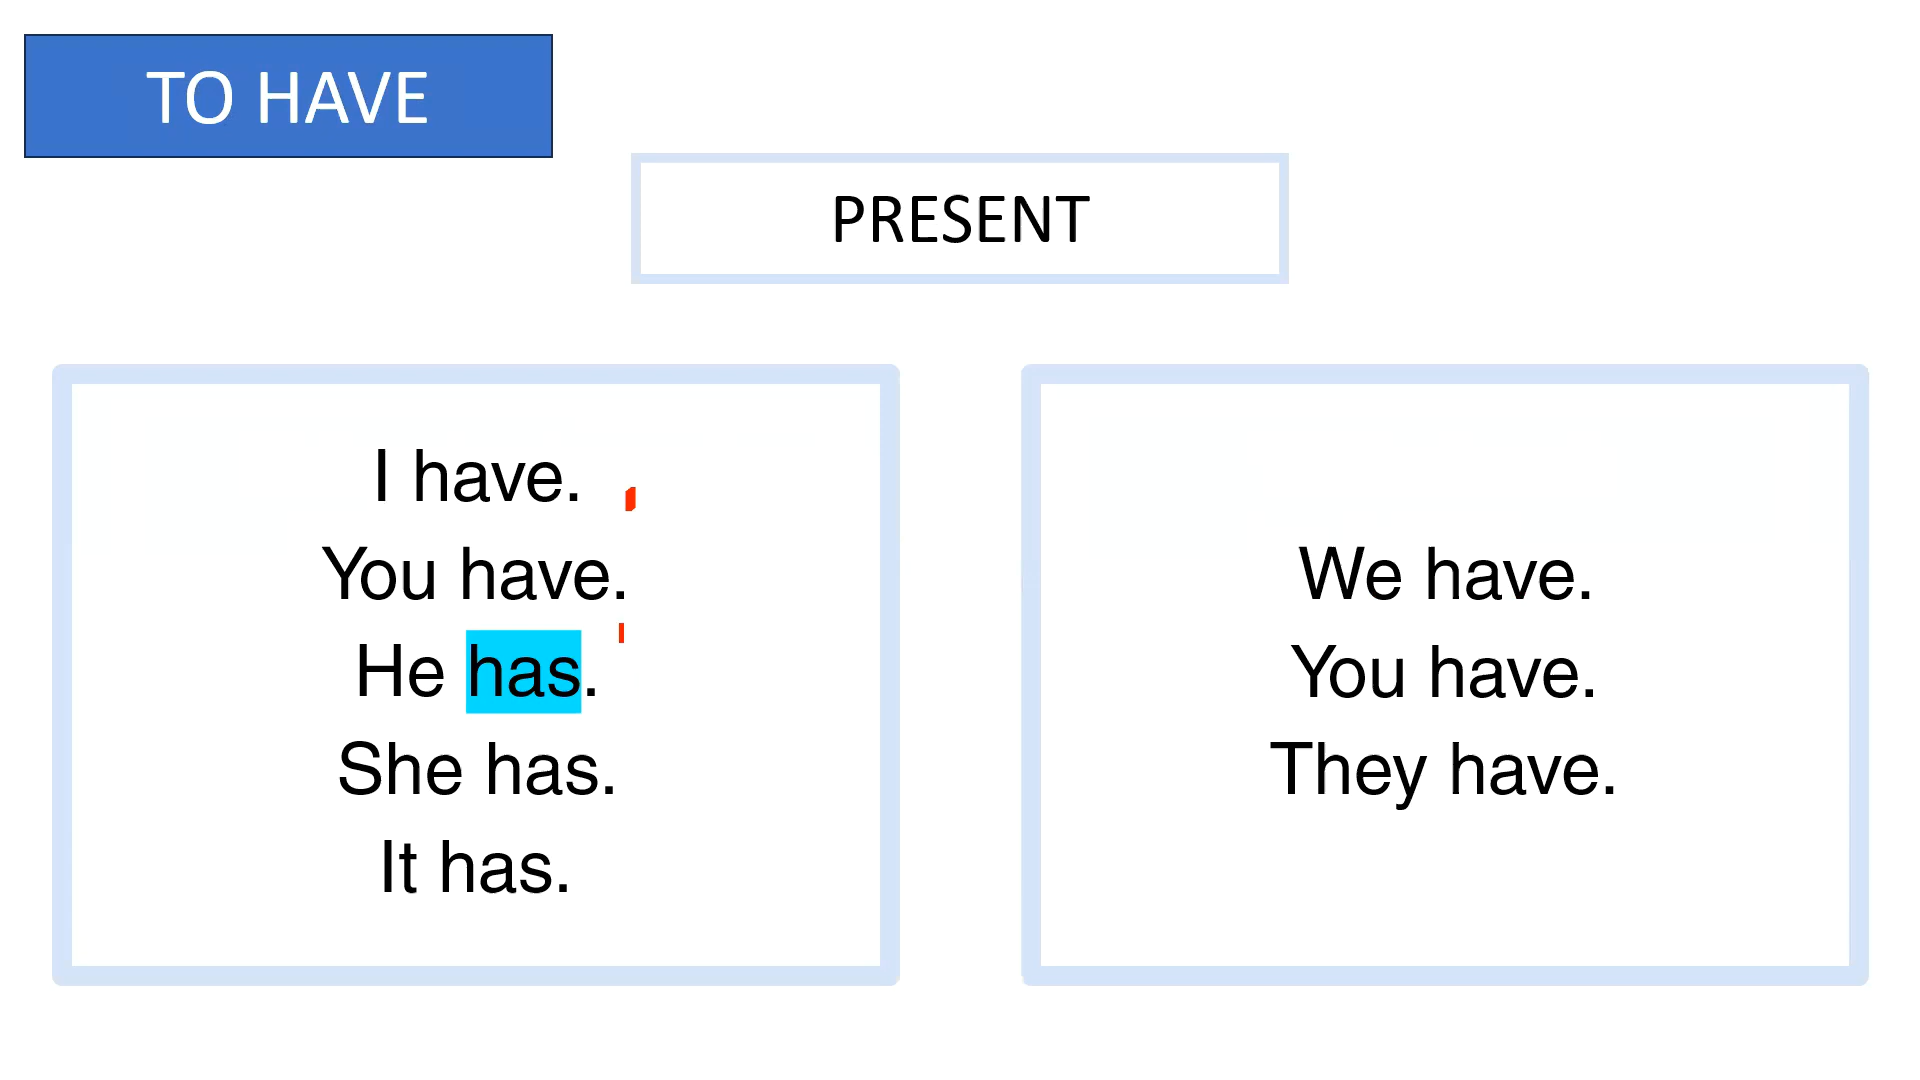 TO HAVE
PRESENT
I have.
You have.
He has.
She has.
It has.
We have.
You have.
They have.